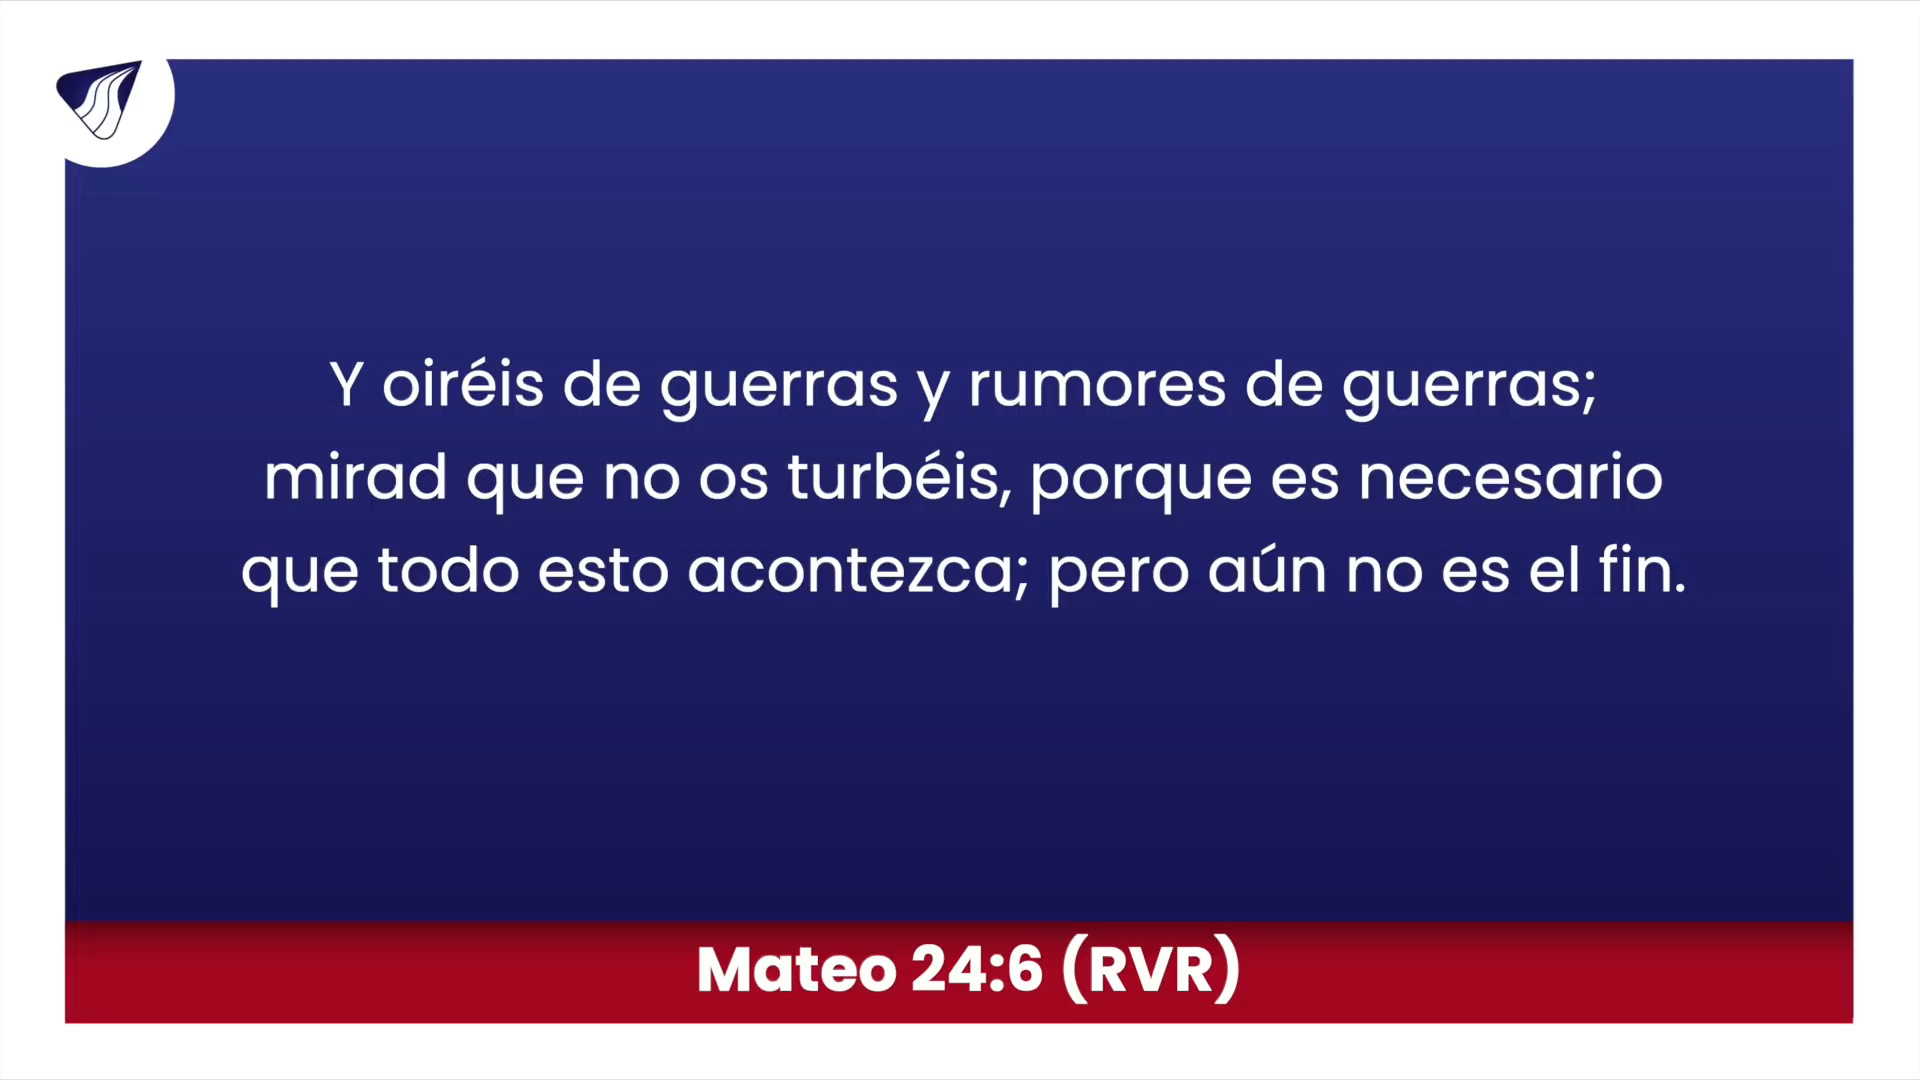 Y oiréis de guerras y rumores de guerras;
mirad que no os turbéis, porque es necesario
que todo esto acontezca; pero aún no es el fin.
Mateo 24:6 (RVR)